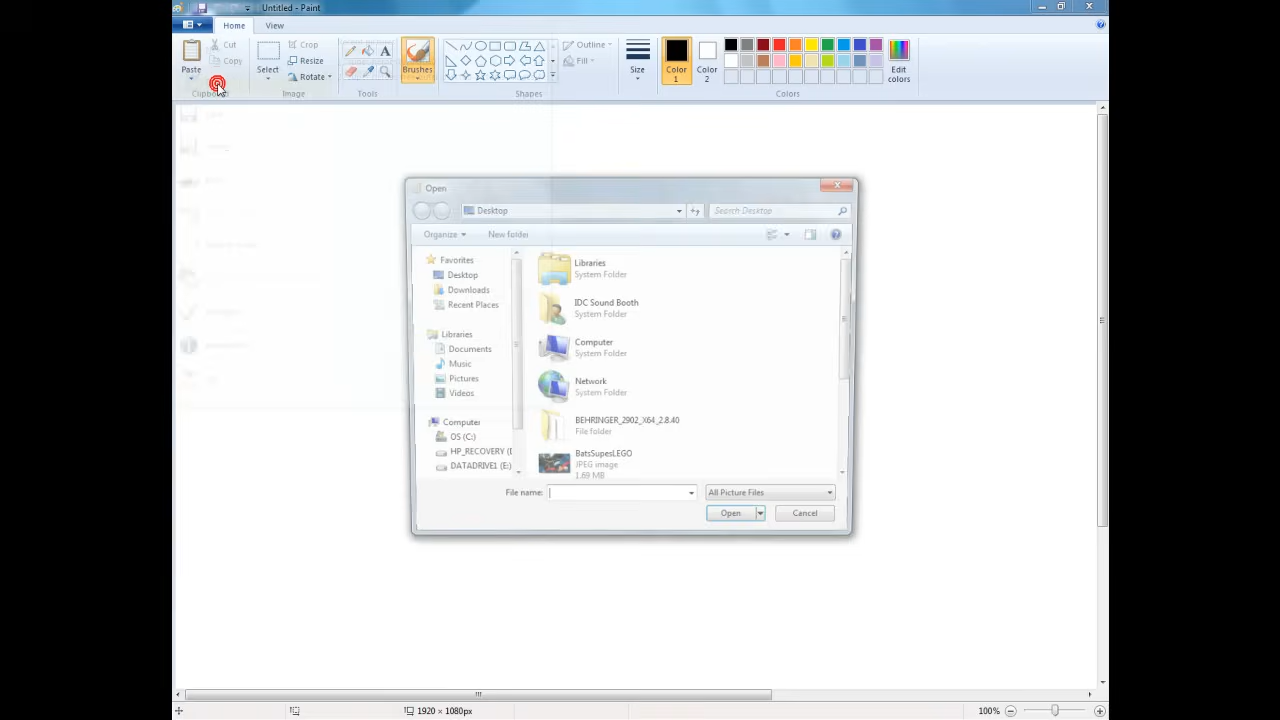 Untitled - Paint
Home View
Paste
Cut
Copy
Clipboard
Select
Crop
Resize
Rotate
Image
Tools
Brushes
Outline
Fill
Shapes
Size
Color 1
Color 2
Edit colors
Colors
Open
Desktop
Search Desktop
Organize
New folder
Favorites
Desktop
Downloads
Recent Places
Libraries
Documents
Music
Pictures
Videos
Computer
OS (C:)
HP_RECOVERY (D
DATADRIVE1 (E:)
Libraries
System Folder
IDC Sound Booth
System Folder
Computer
System Folder
Network
System Folder
BEHRINGER_2902_X64_2.8.40
File folder
BatsSupesLEGO
JPEG image
1.69 MB
File name:
All Picture Files
Open
Cancel
1920 × 1080px
100%